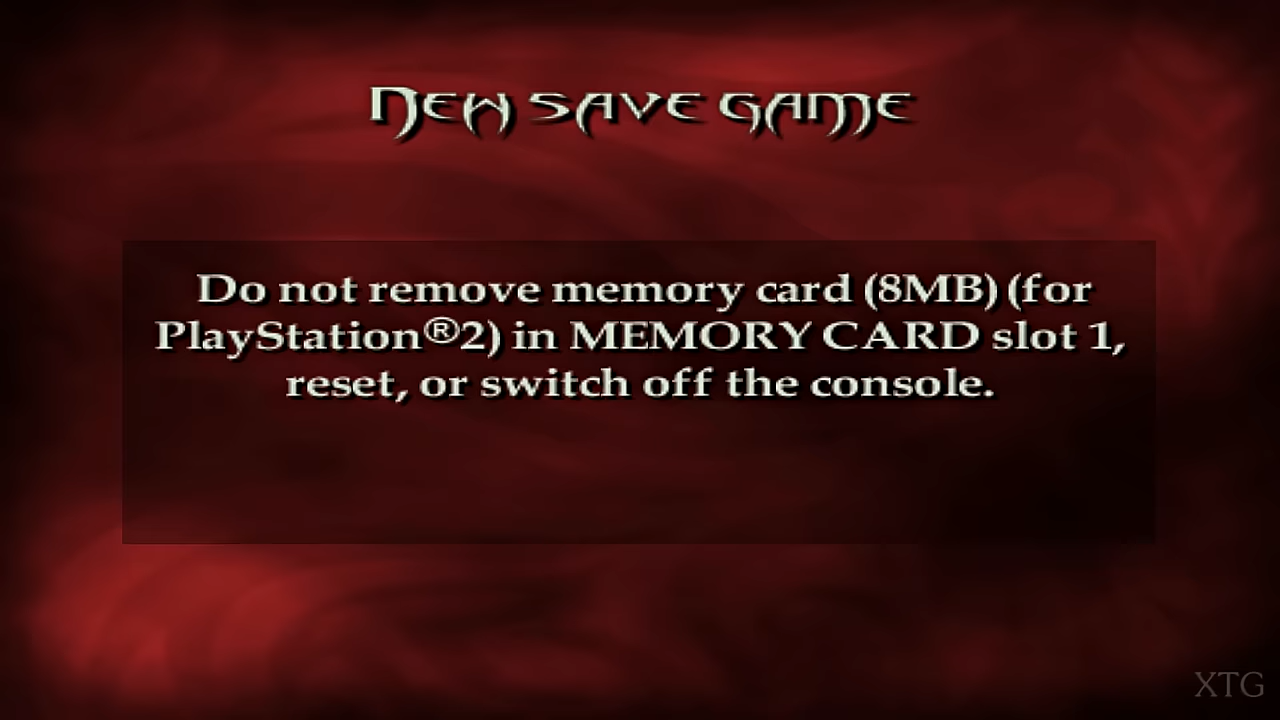 New save game
Do not remove memory card (8MB) (for
PlayStation®2) in MEMORY CARD slot 1,
reset, or switch off the console.
XTG